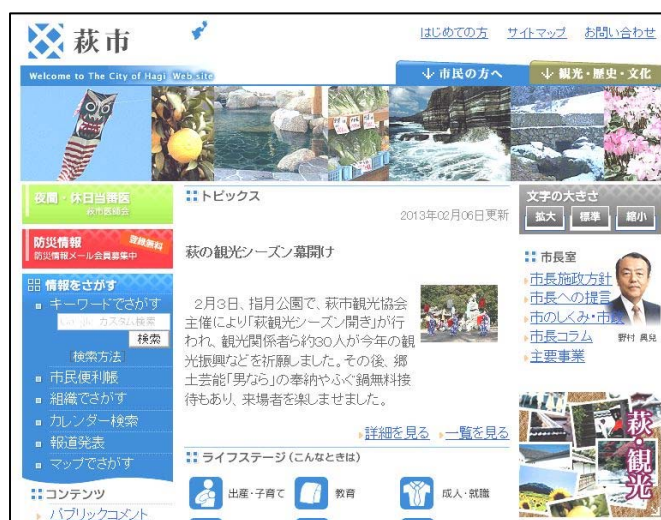 萩市
はじめての方 サイトマップ お問い合わせ
Welcome to The City of Hagi Web site
市民の方へ
観光・歴史・文化
夜間・休日当番医
萩市医師会
防災情報 登録無料
防災情報メール会員募集中
情報をさがす
キーワードでさがす
カスタム検索
検索
検索方法
市民便利帳
組織でさがす
カレンダー検索
報道発表
マップでさがす
コンテンツ
パブリックコメント
トピックス
2013年02月06日更新
萩の観光シーズン幕開け
2月3日、指月公園で、萩市観光協会
主催により「萩観光シーズン開き」が行
われ、観光関係者ら約30人が今年の観
光振興などを祈願しました。その後、郷
土芸能「男なら」の奉納やふぐ鍋無料接
待もあり、来場者を楽しませました。
詳細を見る 一覧を見る
ライフステージ(こんなときは)
出産・子育て 教育 成人・就職
文字の大きさ
拡大 標準 縮小
市長室
市長施政方針
市長への提言
市のしくみ・市
市長コラム
主要事業
野村 興兒
萩・観光